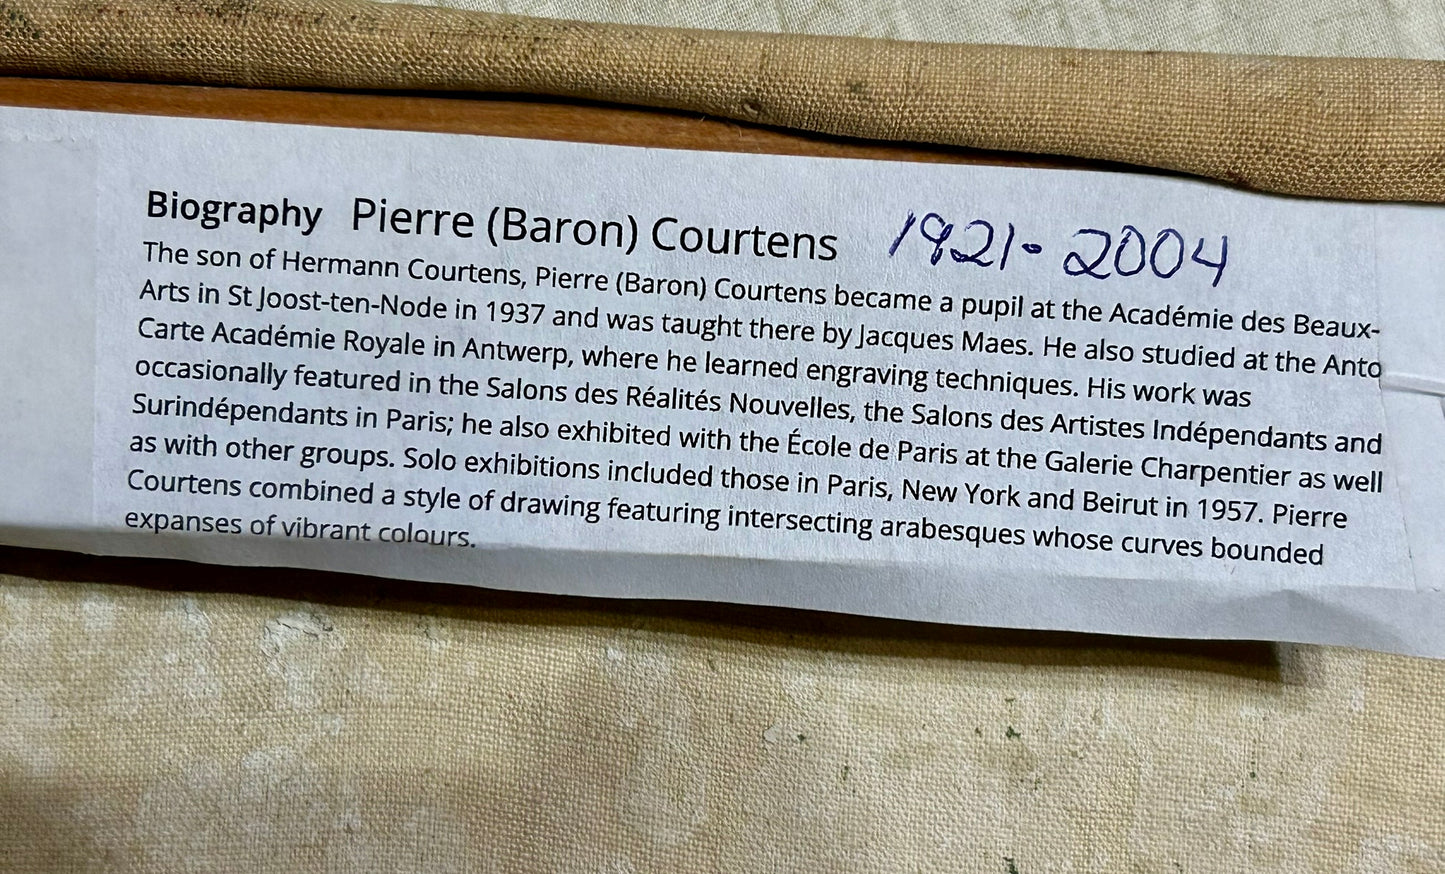 Biography Pierre (Baron) Courtens 1921-2004
The son of Hermann Courtens, Pierre (Baron) Courtens became a pupil at the Académie des Beaux-
Arts in St Joost-ten-Node in 1937 and was taught there by Jacques Maes. He also studied at the Anto
Carte Académie Royale in Antwerp, where he learned engraving techniques. His work was
occasionally featured in the Salons des Réalités Nouvelles, the Salons des Artistes Indépendants and
Surindépendants in Paris; he also exhibited with the École de Paris at the Galerie Charpentier as well
as with other groups. Solo exhibitions included those in Paris, New York and Beirut in 1957. Pierre
Courtens combined a style of drawing featuring intersecting arabesques whose curves bounded
expanses of vibrant colours.